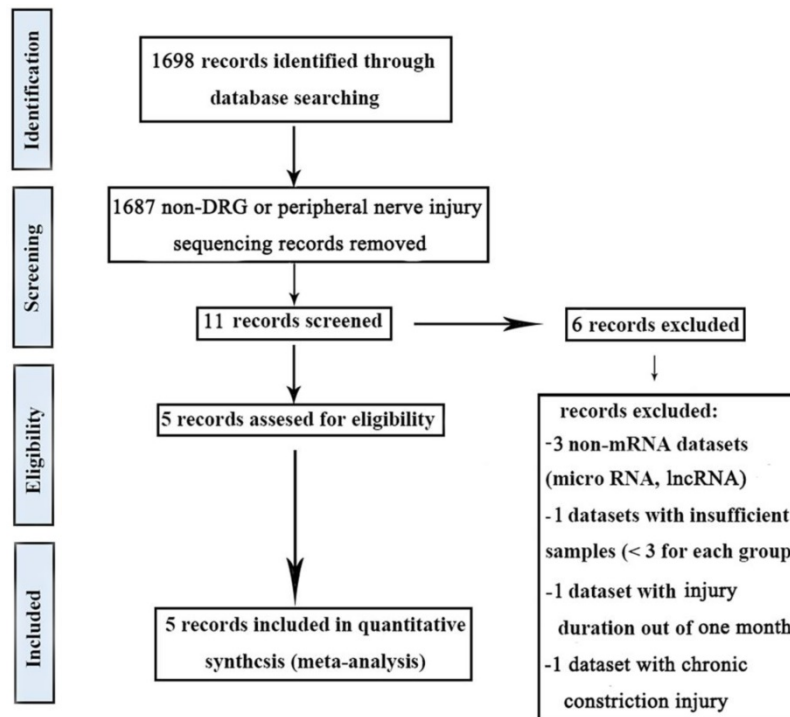 Identification
1698 records identified through
database searching
Screening
1687 non-DRG or peripheral nerve injury
sequencing records removed
11 records screened
6 records excluded
Eligibility
5 records assesed for eligibility
records excluded:
-3 non-mRNA datasets
(micro RNA, lncRNA)
-1 datasets with insufficient
samples (< 3 for each group
-1 dataset with injury
duration out of one month
-1 dataset with chronic
constriction injury
Included
5 records included in quantitative
synthcsis (meta-analysis)